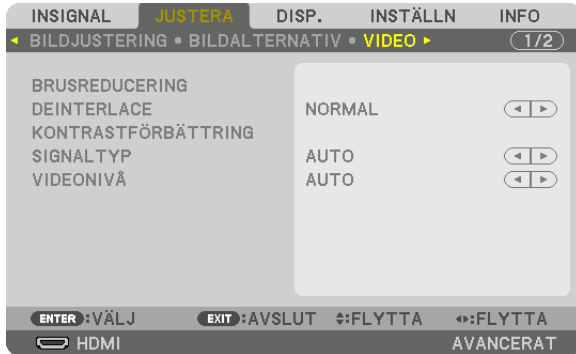 INSIGNAL JUSTERA DISP. INSTÄLLN INFO
BILDJUSTERING • BILDALTERNATIV • VIDEO 1/2
BRUSREDUCERING
DEINTERLACE NORMAL
KONTRASTFÖRBÄTTRING
SIGNALTYP AUTO
VIDEONIVÅ AUTO
ENTER:VÄLJ EXIT:AVSLUT :FLYTTA :FLYTTA
HDMI AVANCERAT